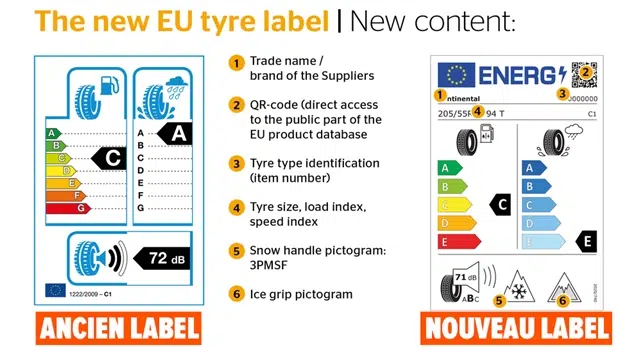 The new EU tyre label | New content:
A
B
C
D
E
F
G
C
A
B
C
D
E
F
G
A
72 dB
1222/2009 - C1
ANCIEN LABEL
1 Trade name /
brand of the Suppliers
2 QR-code (direct access
to the public part of the
EU product database
3 Tyre type identification
(item number)
4 Tyre size, load index,
speed index
5 Snow handle pictogram:
3PMSF
6 Ice grip pictogram
ENERG
2
1 ntinental
3 000000
205/55R 4 94 T
C1
A
B
C
D
E
C
A
B
C
D
E
E
71 dB
ABC
5
6
2020/740
NOUVEAU LABEL